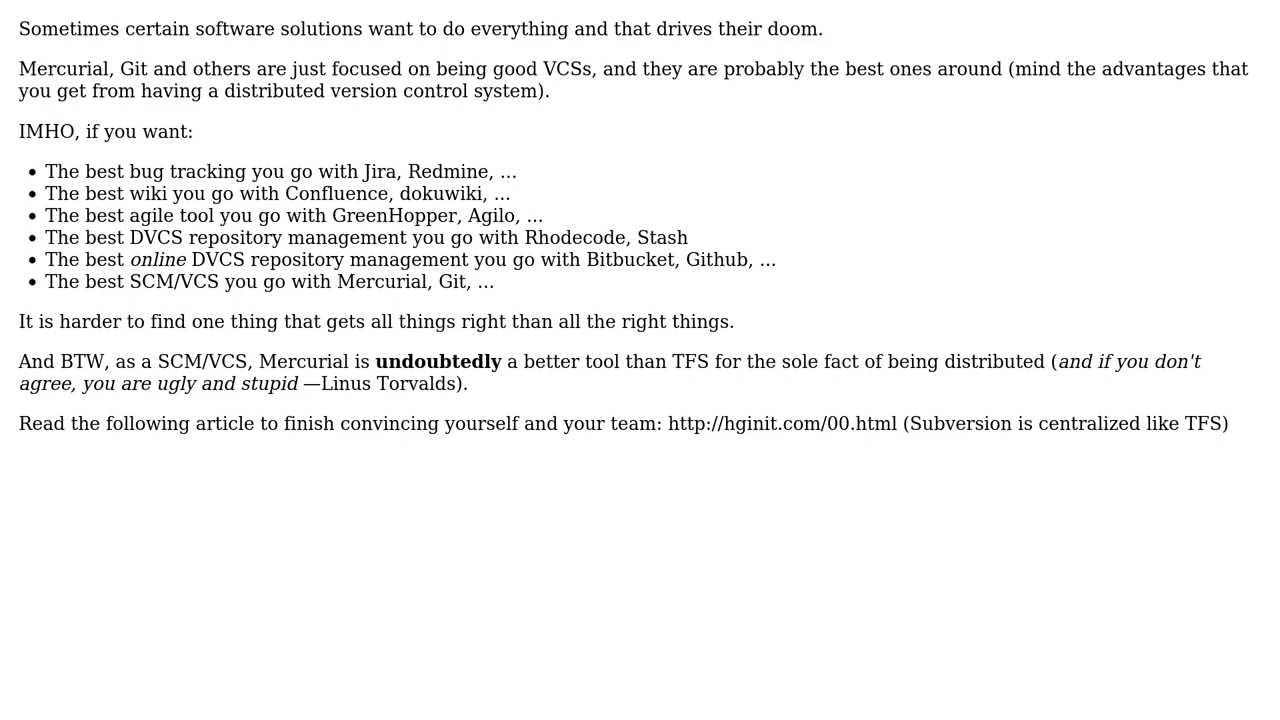 Sometimes certain software solutions want to do everything and that drives their doom.
Mercurial, Git and others are just focused on being good VCSs, and they are probably the best ones around (mind the advantages that
you get from having a distributed version control system).
IMHO, if you want:
• The best bug tracking you go with Jira, Redmine, ...
• The best wiki you go with Confluence, dokuwiki, ...
• The best agile tool you go with GreenHopper, Agilo, ...
• The best DVCS repository management you go with Rhodecode, Stash
• The best online DVCS repository management you go with Bitbucket, Github, ...
• The best SCM/VCS you go with Mercurial, Git, ...
It is harder to find one thing that gets all things right than all the right things.
And BTW, as a SCM/VCS, Mercurial is undoubtedly a better tool than TFS for the sole fact of being distributed (and if you don't
agree, you are ugly and stupid —Linus Torvalds).
Read the following article to finish convincing yourself and your team: http://hginit.com/00.html (Subversion is centralized like TFS)